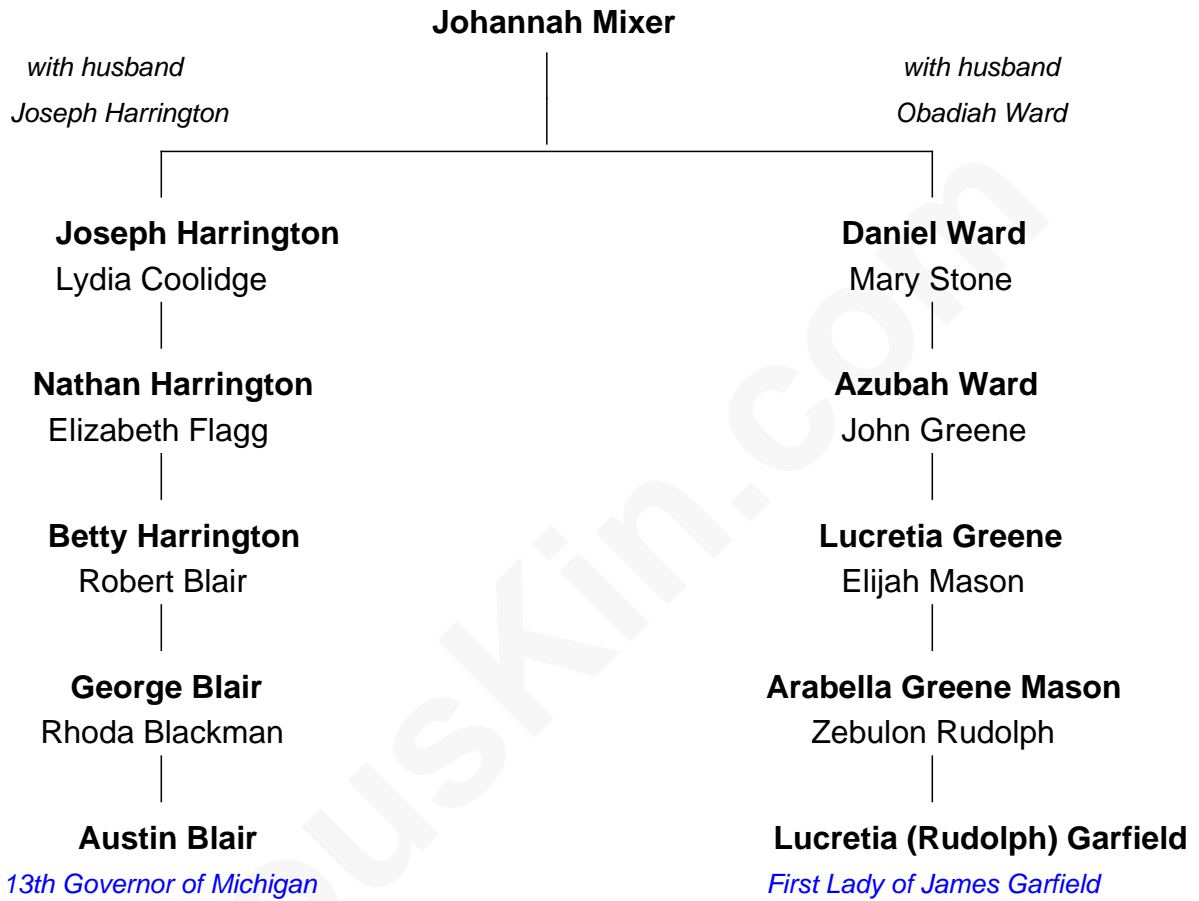 Johannah Mixer
with husband
Joseph Harrington
with husband
Obadiah Ward
Joseph Harrington
Lydia Coolidge
Daniel Ward
Mary Stone
Nathan Harrington
Elizabeth Flagg
Azubah Ward
John Greene
Betty Harrington
Robert Blair
Lucretia Greene
Elijah Mason
George Blair
Rhoda Blackman
Arabella Greene Mason
Zebulon Rudolph
Austin Blair
13th Governor of Michigan
Lucretia (Rudolph) Garfield
First Lady of James Garfield
ousKin.com